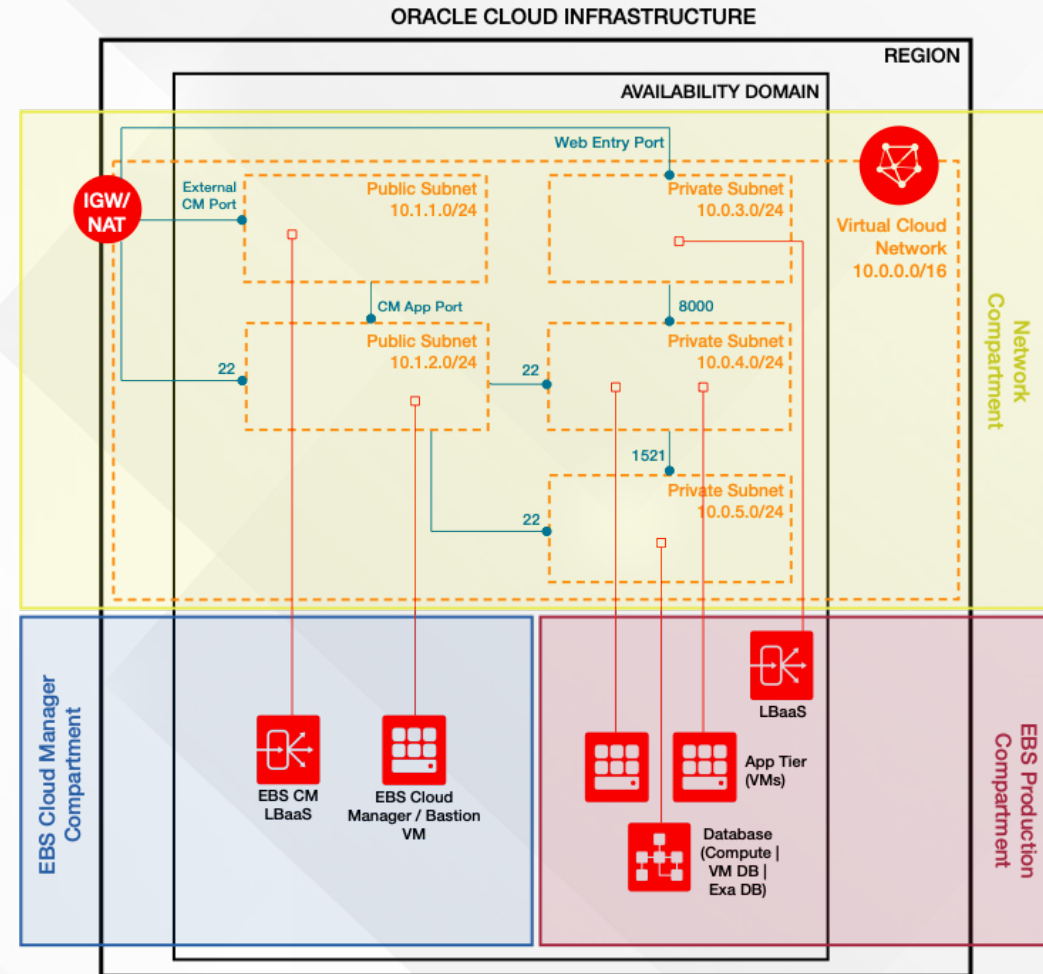 ORACLE CLOUD INFRASTRUCTURE
REGION
AVAILABILITY DOMAIN
Web Entry Port
IGW/
NAT
External
CM Port
Public Subnet
10.1.1.0/24
Private Subnet
10.0.3.0/24
Virtual Cloud
Network
10.0.0.0/16
CM App Port
8000
Public Subnet
10.1.2.0/24
Private Subnet
10.0.4.0/24
22
22
1521
Private Subnet
10.0.5.0/24
22
Network
Compartment
EBS Cloud Manager
Compartment
EBS CM
LBaaS
EBS Cloud
Manager / Bastion
VM
LBaaS
App Tier
(VMs)
Database
(Compute |
VM DB |
Exa DB)
EBS Production
Compartment